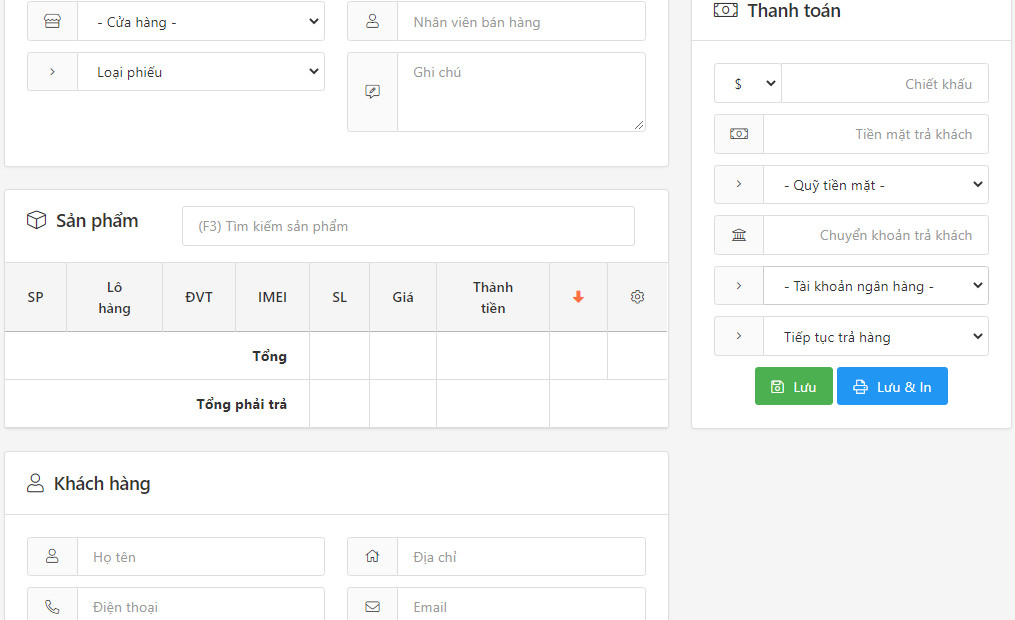 - Cửa hàng -
Nhân viên bán hàng
Loại phiếu
Ghi chú
Sản phẩm
(F3) Tìm kiếm sản phẩm
SP
Lô
hàng
ĐVT
IMEI
SL
Giá
Thành
tiền
Tổng
Tổng phải trả
Khách hàng
Họ tên
Địa chỉ
Điện thoại
Email
Thanh toán
$
Chiết khấu
Tiền mặt trả khách
- Quỹ tiền mặt -
Chuyển khoản trả khách
- Tài khoản ngân hàng -
Tiếp tục trả hàng
Lưu
Lưu & In